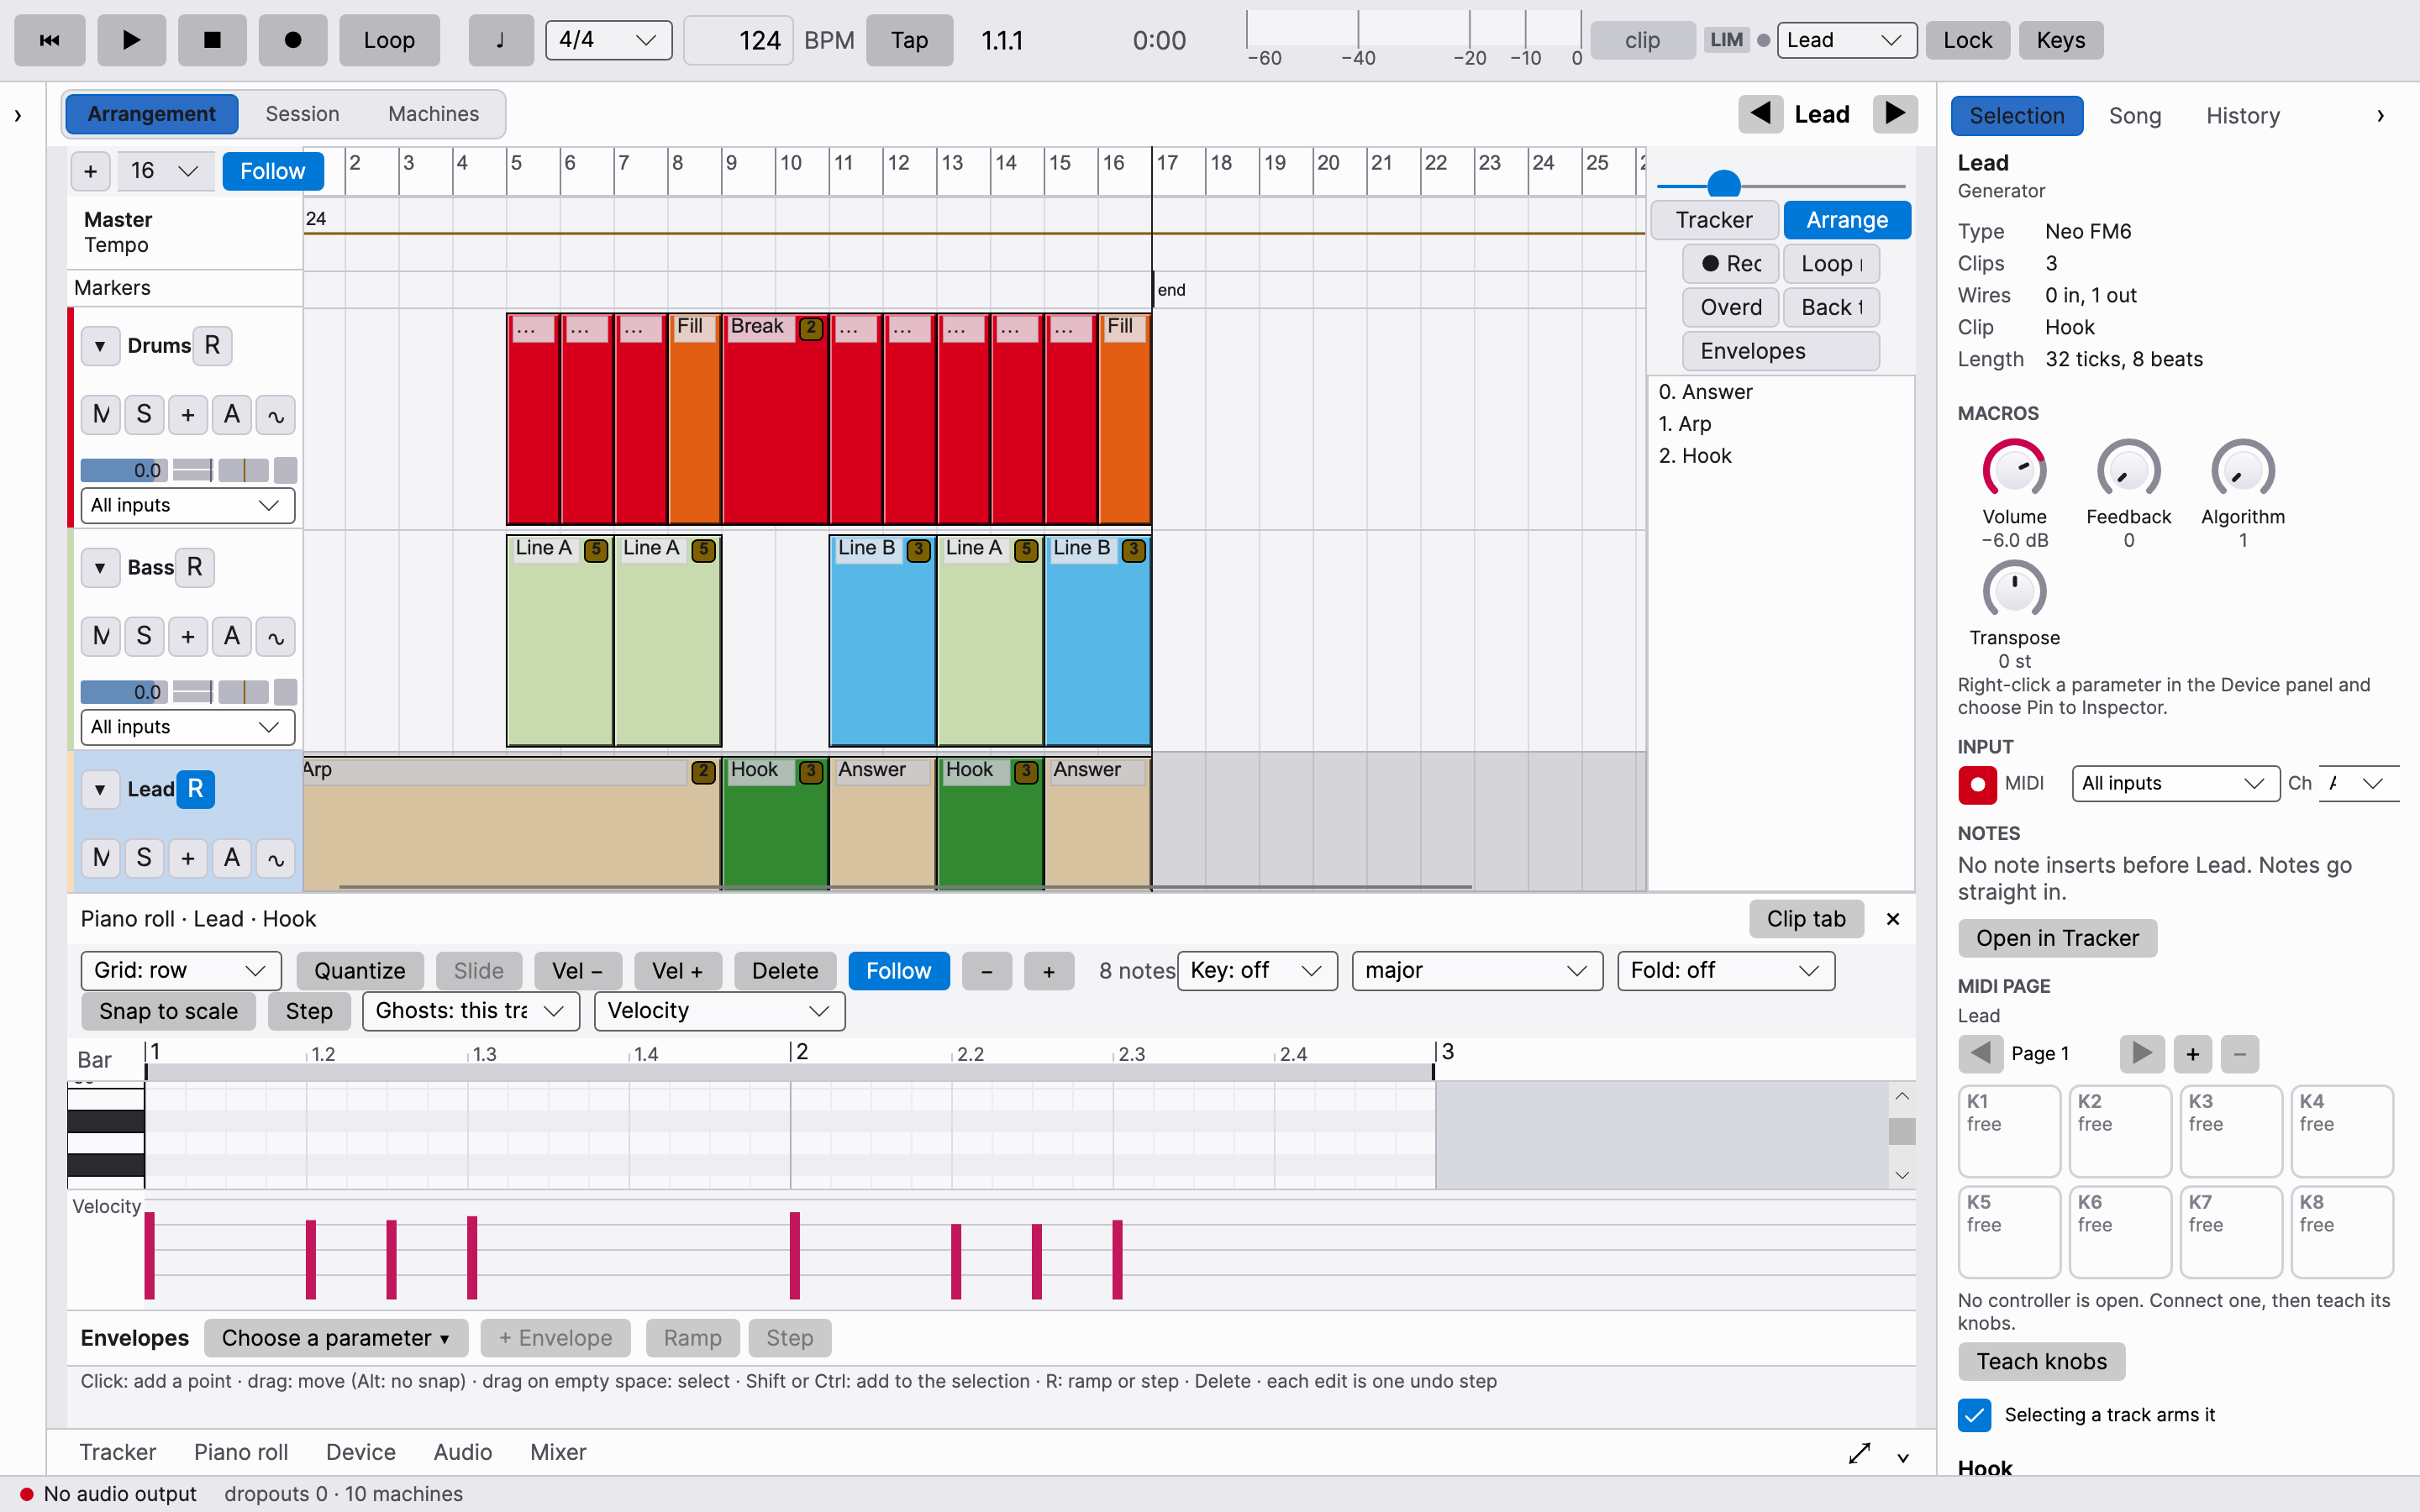 Loop
4/4
124 BPM
Tap
1.1.1
0:00
−60 −40 −20 −10 0
clip
LIM
Lead
Lock
Keys
Arrangement Session Machines
Lead
Selection Song History
+ 16 Follow
2 3 4 5 6 7 8 9 10 11 12 13 14 15 16 17 18 19 20 21 22 23 24 25
Master
Tempo
24
Markers
end
Drums R
M S + A
0.0
All inputs
... ... ... Fill Break 2 ... ... ... ... ... Fill
Bass R
M S + A
0.0
All inputs
Line A 5 Line A 5 Line B 3 Line A 5 Line B 3
Lead R
M S + A
Arp 2 Hook 3 Answer Hook 3 Answer
Tracker Arrange
Rec Loop
Overd Back t
Envelopes
0. Answer
1. Arp
2. Hook
Piano roll · Lead · Hook
Clip tab ×
Grid: row Quantize Slide Vel − Vel + Delete Follow − + 8 notes Key: off major Fold: off
Snap to scale Step Ghosts: this tra Velocity
Bar 1 1.2 1.3 1.4 2 2.2 2.3 2.4 3
Velocity
Envelopes Choose a parameter ▾ + Envelope Ramp Step
Click: add a point · drag: move (Alt: no snap) · drag on empty space: select · Shift or Ctrl: add to the selection · R: ramp or step · Delete · each edit is one undo step
Tracker Piano roll Device Audio Mixer
No audio output dropouts 0 · 10 machines
Lead
Generator
Type Neo FM6
Clips 3
Wires 0 in, 1 out
Clip Hook
Length 32 ticks, 8 beats
MACROS
Volume Feedback Algorithm
−6.0 dB 0 1
Transpose
0 st
Right-click a parameter in the Device panel and
choose Pin to Inspector.
INPUT
MIDI All inputs Ch
NOTES
No note inserts before Lead. Notes go
straight in.
Open in Tracker
MIDI PAGE
Lead
Page 1 + −
K1 K2 K3 K4
free free free free
K5 K6 K7 K8
free free free free
No controller is open. Connect one, then teach its
knobs.
Teach knobs
Selecting a track arms it
Hook